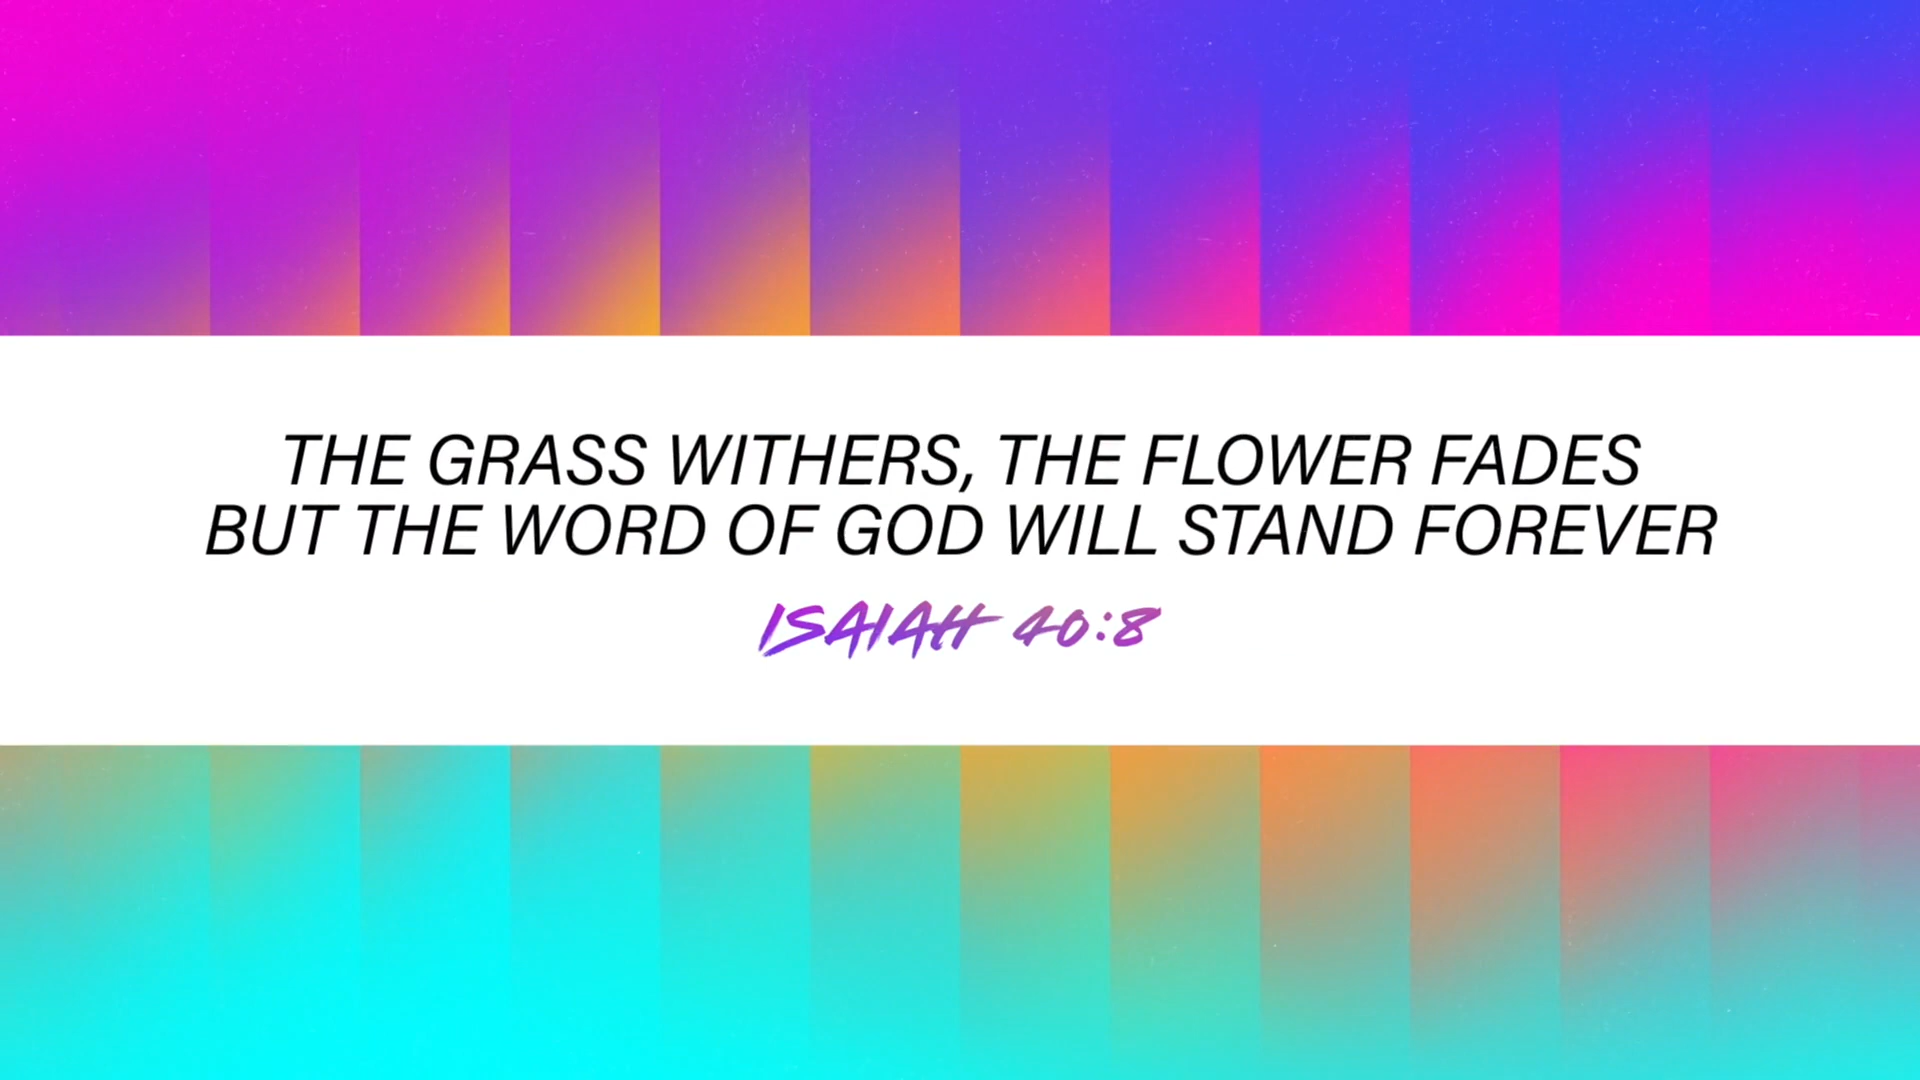 THE GRASS WITHERS, THE FLOWER FADES
BUT THE WORD OF GOD WILL STAND FOREVER
ISAIAH 40:8